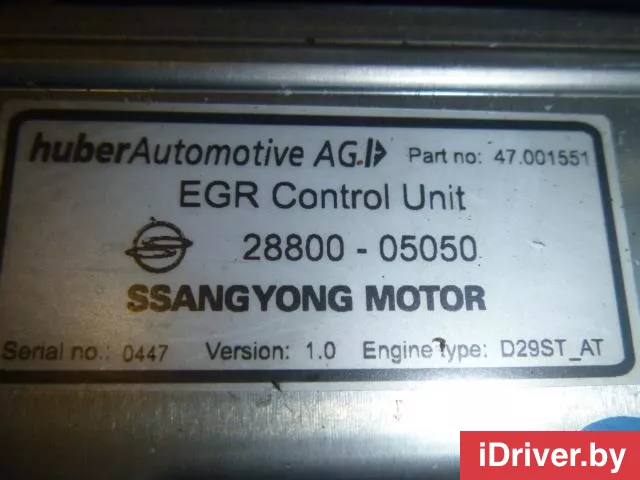 huberAutomotive AG Part no: 47.001551
EGR Control Unit
28800 - 05050
SSANGYONG MOTOR
Serial no.: 0447 Version: 1.0 Engine type: D29ST_AT
iDriver.by